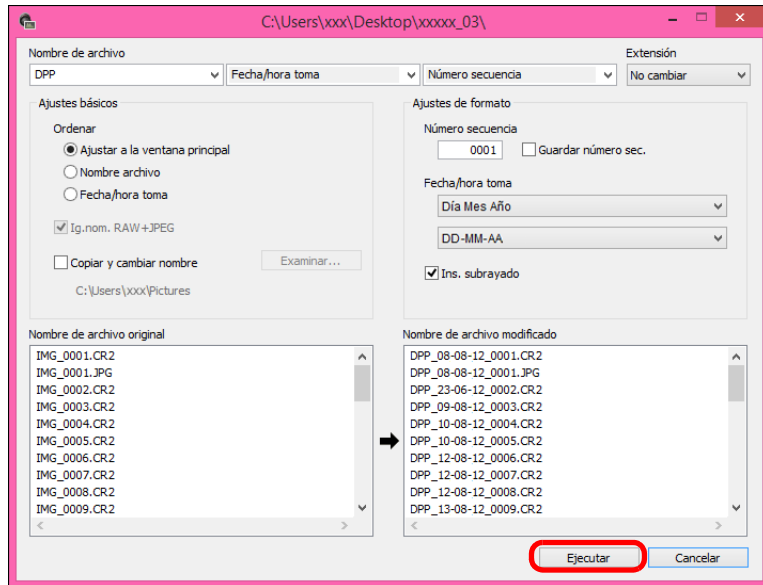 C:\Users\xxx\Desktop\xxxxx_03\
Nombre de archivo
Extensión
DPP
Fecha/hora toma
Número secuencia
No cambiar
Ajustes básicos
Ordenar
Ajustar a la ventana principal
Nombre archivo
Fecha/hora toma
Ig.nom. RAW+JPEG
Copiar y cambiar nombre
Examinar...
C:\Users\xxx\Pictures
Ajustes de formato
Número secuencia
0001
Guardar número sec.
Fecha/hora toma
Día Mes Año
DD-MM-AA
Ins. subrayado
Nombre de archivo original
IMG_0001.CR2
IMG_0001.JPG
IMG_0002.CR2
IMG_0003.CR2
IMG_0004.CR2
IMG_0005.CR2
IMG_0006.CR2
IMG_0007.CR2
IMG_0008.CR2
IMG_0009.CR2
Nombre de archivo modificado
DPP_08-08-12_0001.CR2
DPP_08-08-12_0001.JPG
DPP_23-06-12_0002.CR2
DPP_09-08-12_0003.CR2
DPP_10-08-12_0004.CR2
DPP_10-08-12_0005.CR2
DPP_12-08-12_0006.CR2
DPP_12-08-12_0007.CR2
DPP_12-08-12_0008.CR2
DPP_13-08-12_0009.CR2
Ejecutar
Cancelar